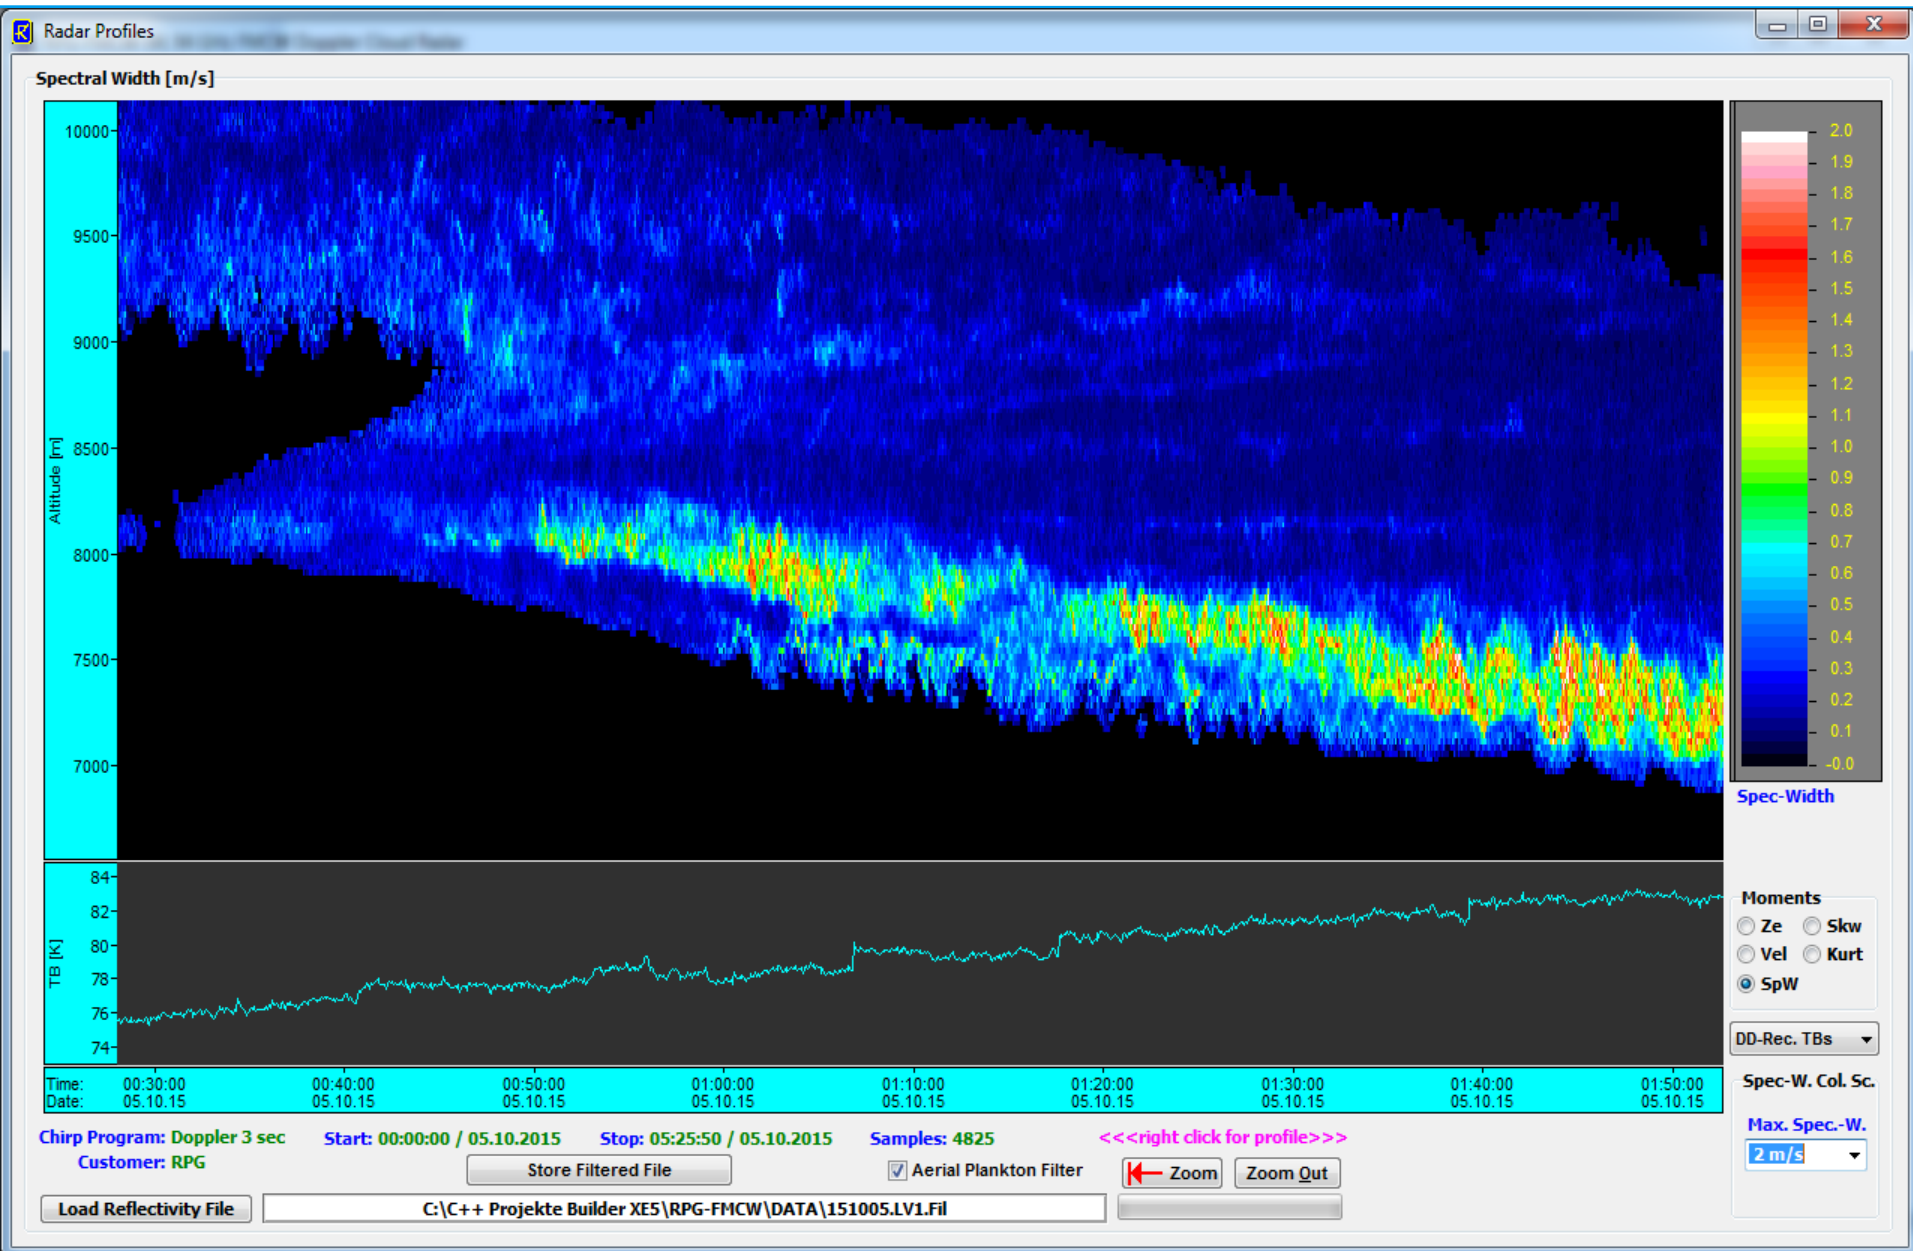 Radar Profiles
Spectral Width [m/s]
10000
9500
9000
8500
8000
7500
7000
Altitude [m]
2.0
1.9
1.8
1.7
1.6
1.5
1.4
1.3
1.2
1.1
1.0
0.9
0.8
0.7
0.6
0.5
0.4
0.3
0.2
0.1
-0.0
Spec-Width
84
82
80
78
76
74
TB [K]
Moments
Ze Skw
Vel Kurt
SpW
DD-Rec. TBs
Time: 00:30:00 00:40:00 00:50:00 01:00:00 01:10:00 01:20:00 01:30:00 01:40:00 01:50:00
Date: 05.10.15 05.10.15 05.10.15 05.10.15 05.10.15 05.10.15 05.10.15 05.10.15 05.10.15
Spec-W. Col. Sc.
Max. Spec.-W.
2 m/s
Chirp Program: Doppler 3 sec Start: 00:00:00 / 05.10.2015 Stop: 05:25:50 / 05.10.2015 Samples: 4825 <<<right click for profile>>>
Customer: RPG
Store Filtered File
Aerial Plankton Filter
Zoom
Zoom Out
Load Reflectivity File
C:\C++ Projekte Builder XE5\RPG-FMCW\DATA\151005.LV1.Fil